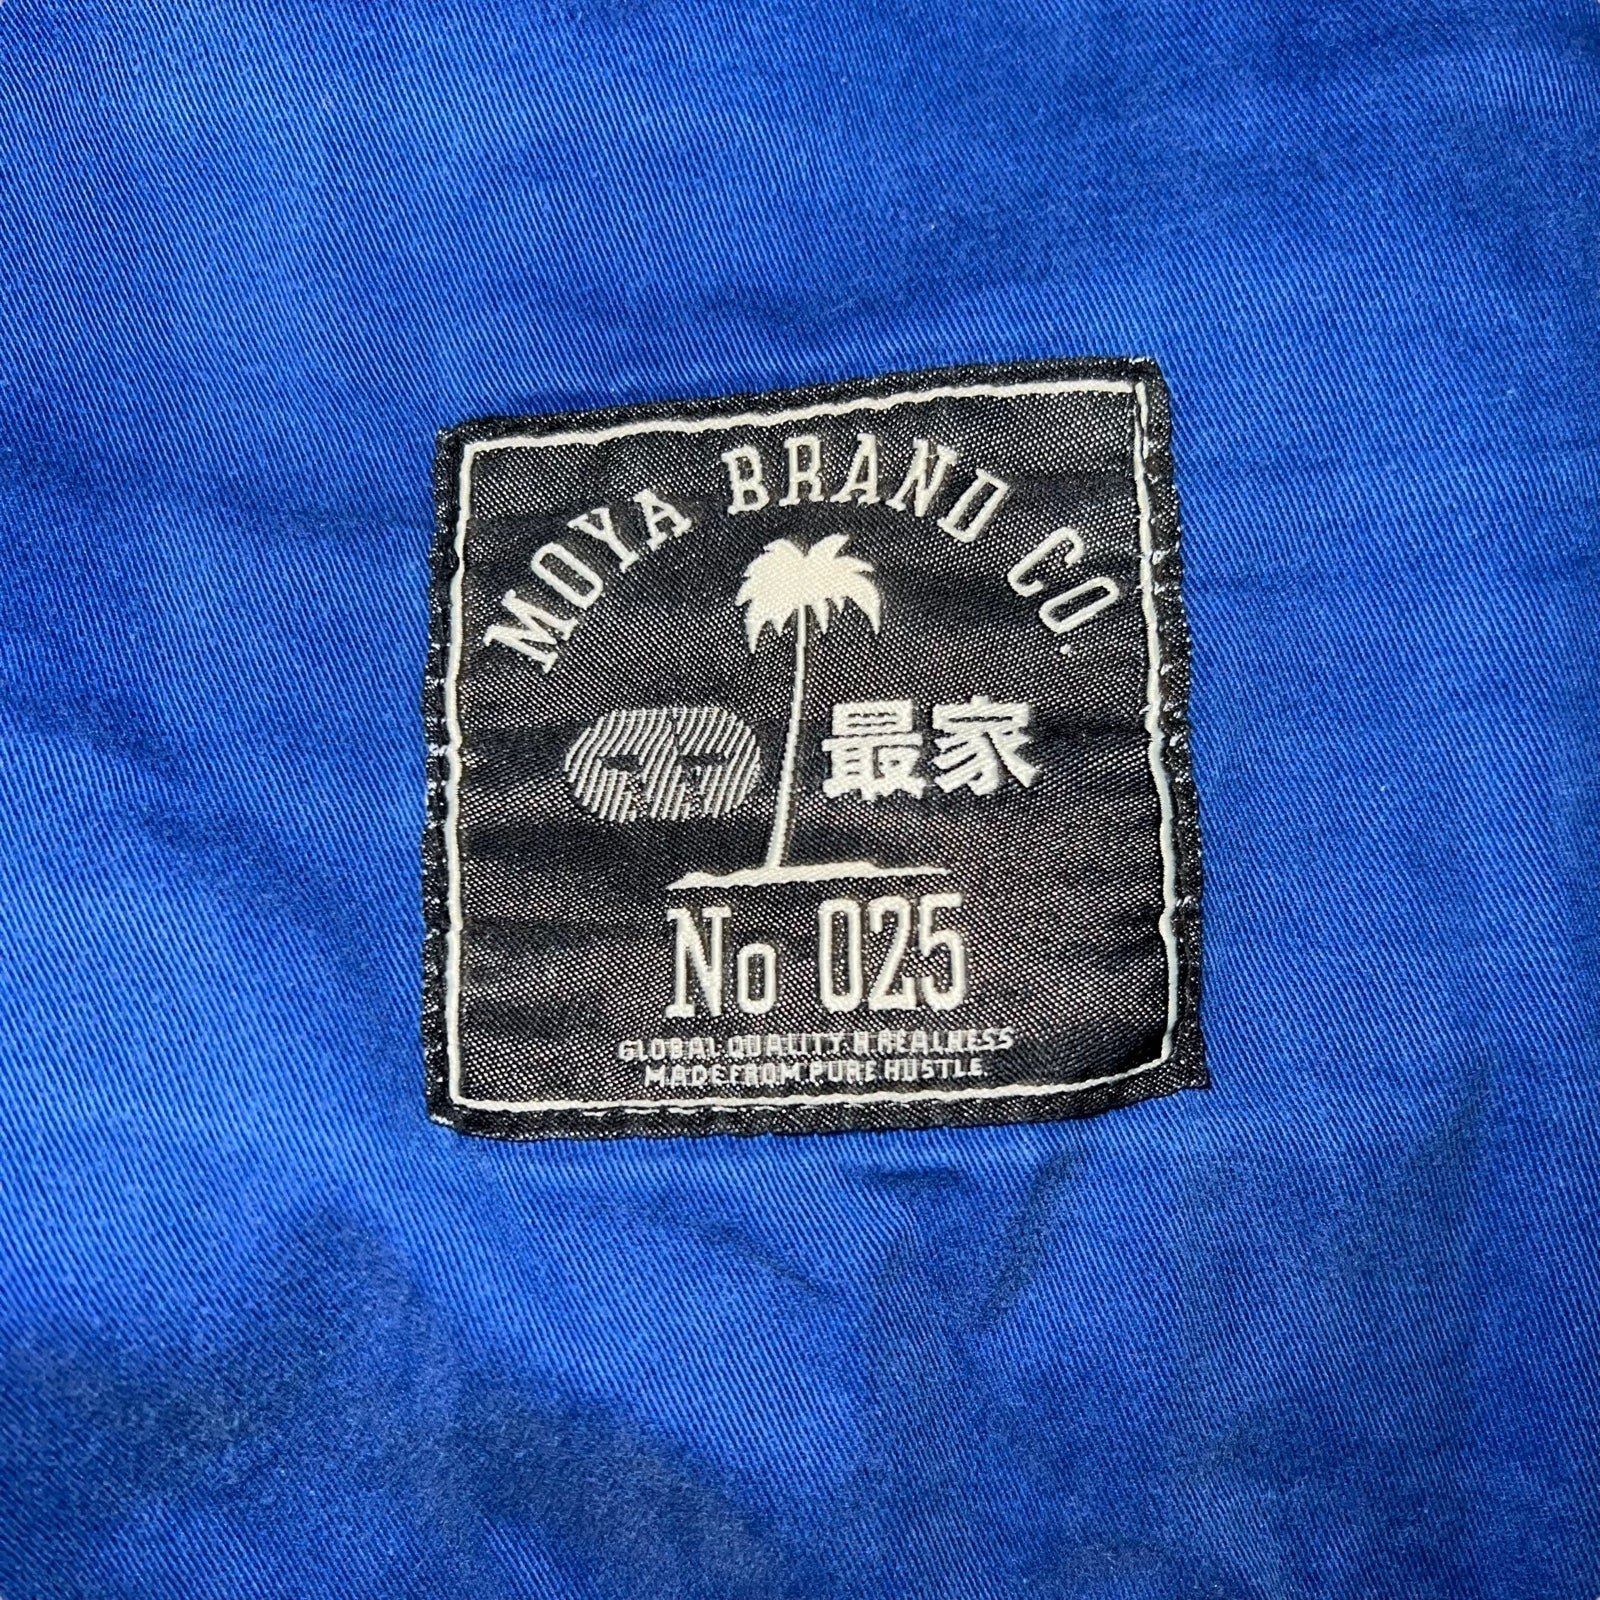 MOYA BRAND CO.
最家
No 025
GLOBAL QUALITY N REALNESS
MADE FROM PURE HUSTLE.